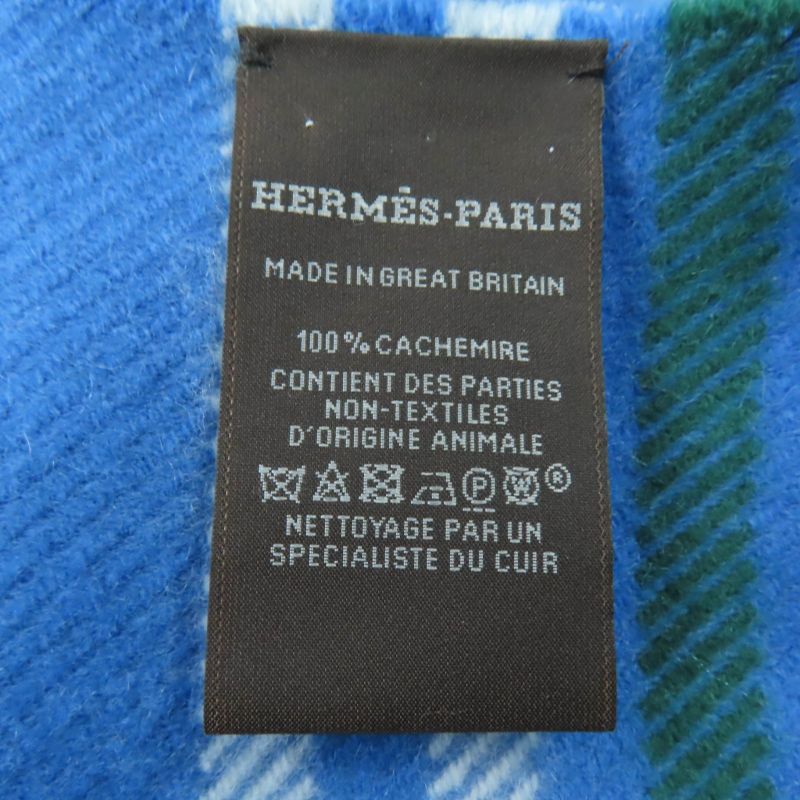 HERMÈS-PARIS
MADE IN GREAT BRITAIN
100% CACHEMIRE
CONTIENT DES PARTIES
NON-TEXTILES
D'ORIGINE ANIMALE
P W ®
NETTOYAGE PAR UN
SPECIALISTE DU CUIR